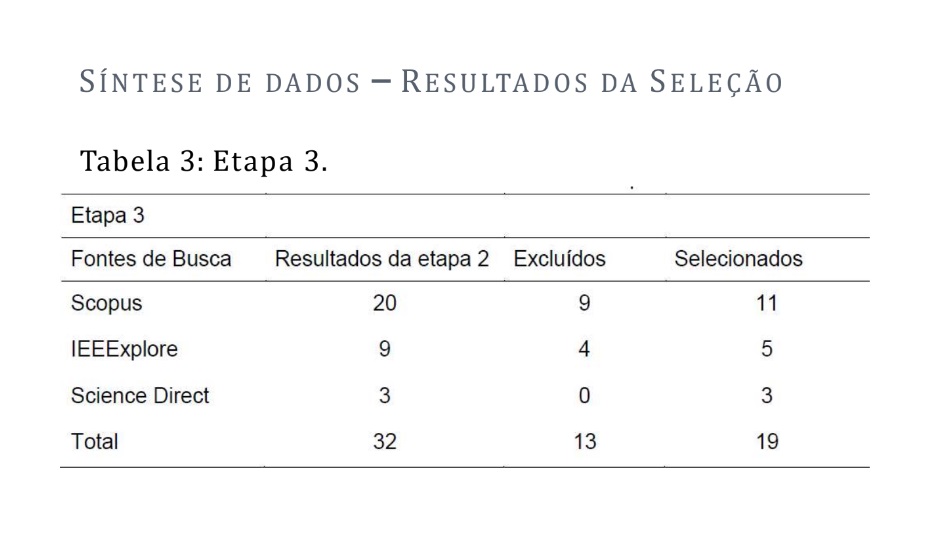 SÍNTESE DE DADOS – RESULTADOS DA SELEÇÃO
Tabela 3: Etapa 3.
Etapa 3
Fontes de Busca Resultados da etapa 2 Excluídos Selecionados
Scopus 20 9 11
IEEExplore 9 4 5
Science Direct 3 0 3
Total 32 13 19